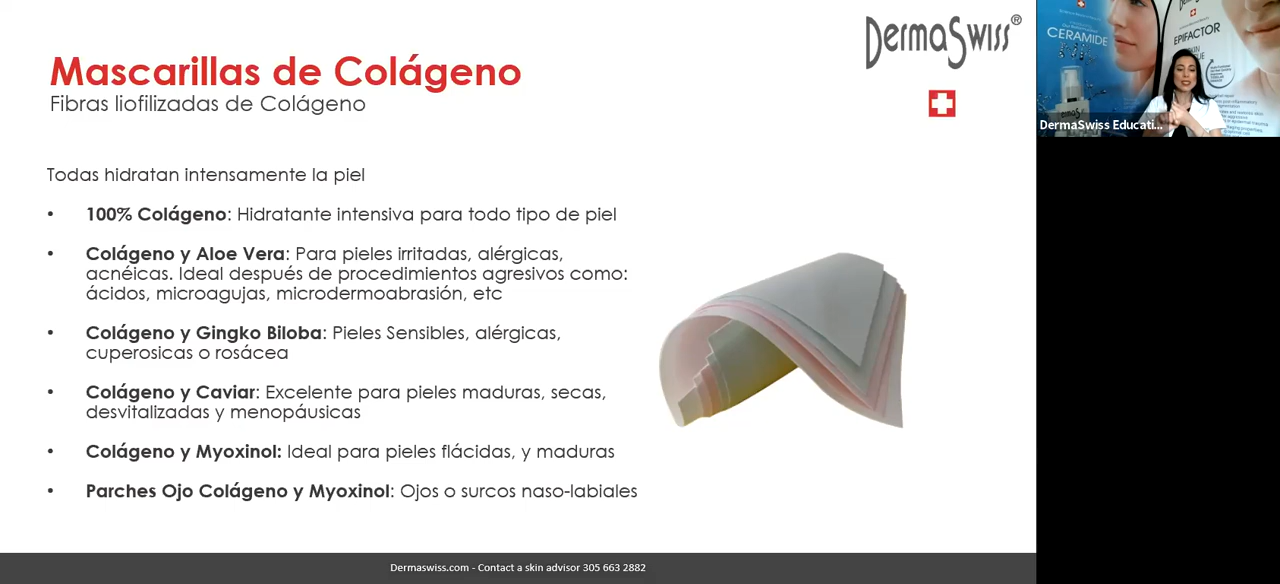 DermaSwiss®
Mascarillas de Colágeno
Fibras liofilizadas de Colágeno
Todas hidratan intensamente la piel
• 100% Colágeno: Hidratante intensiva para todo tipo de piel
• Colágeno y Aloe Vera: Para pieles irritadas, alérgicas,
acnéicas. Ideal después de procedimientos agresivos como:
ácidos, microagujas, microdermoabrasión, etc
• Colágeno y Gingko Biloba: Pieles Sensibles, alérgicas,
cuperosicas o rosácea
• Colágeno y Caviar: Excelente para pieles maduras, secas,
desvitalizadas y menopáusicas
• Colágeno y Myoxinol: Ideal para pieles flácidas, y maduras
• Parches Ojo Colágeno y Myoxinol: Ojos o surcos naso-labiales
Dermaswiss.com - Contact a skin advisor 305 663 2882
CERAMIDE
EPIFACTOR
DermaSwiss Educati...